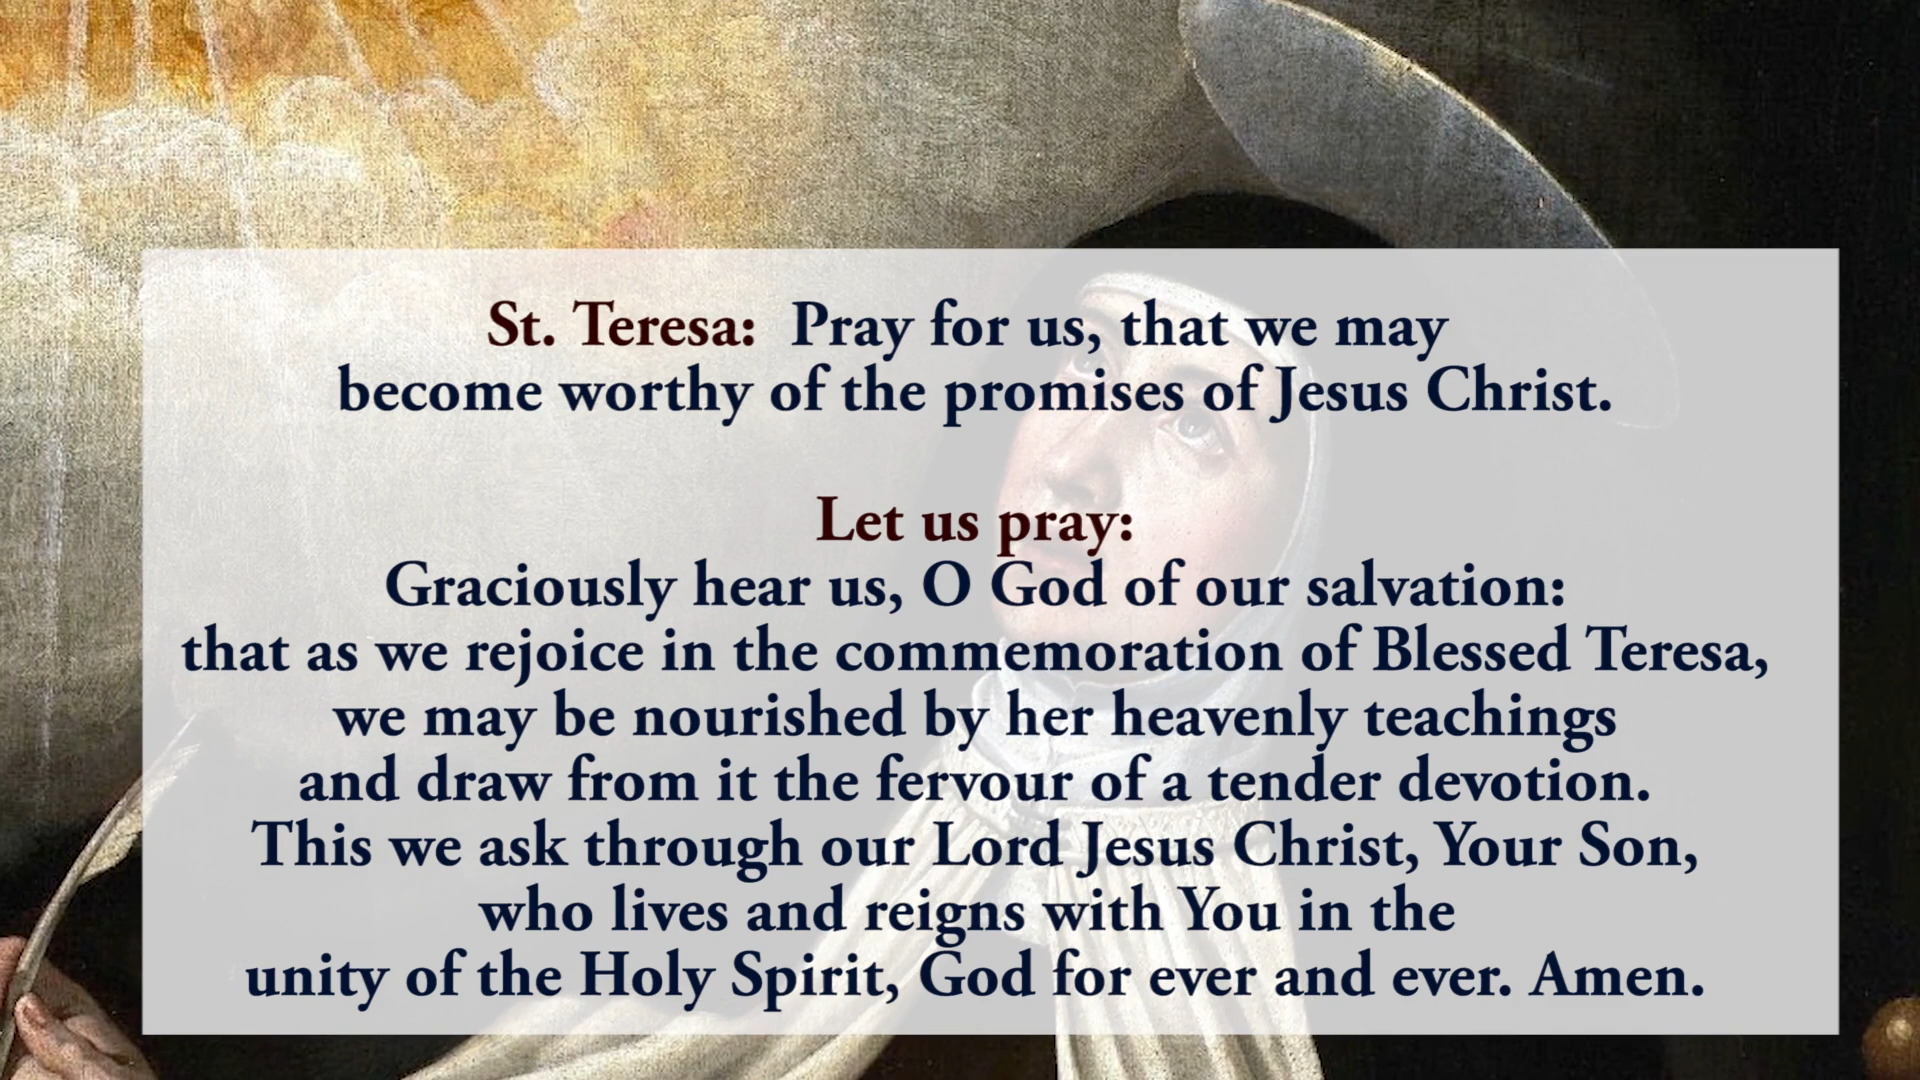 St. Teresa: Pray for us, that we may
become worthy of the promises of Jesus Christ.
Let us pray:
Graciously hear us, O God of our salvation:
that as we rejoice in the commemoration of Blessed Teresa,
we may be nourished by her heavenly teachings
and draw from it the fervour of a tender devotion.
This we ask through our Lord Jesus Christ, Your Son,
who lives and reigns with You in the
unity of the Holy Spirit, God for ever and ever. Amen.